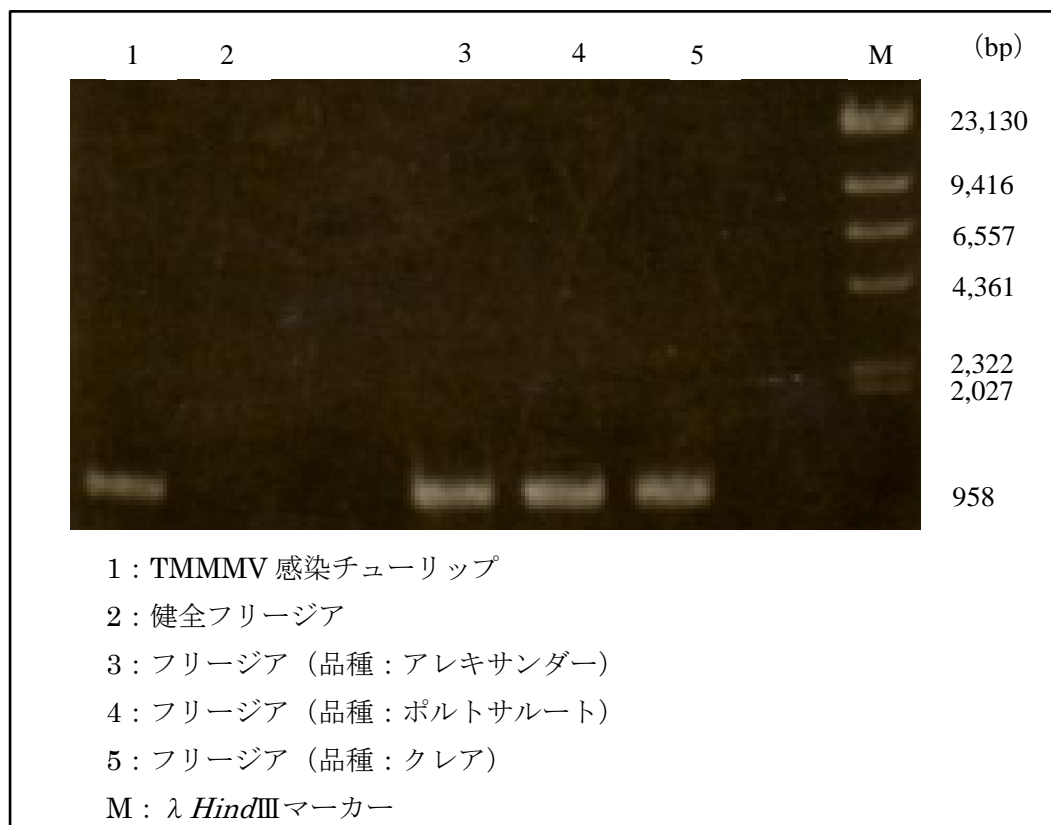 1 2 3 4 5 M (bp)
23,130
9,416
6,557
4,361
2,322
2,027
958
1：TMMMV 感染チューリップ
2：健全フリージア
3：フリージア（品種：アレキサンダー）
4：フリージア（品種：ポルトサルート）
5：フリージア（品種：クレア）
M：λ HindⅢマーカー